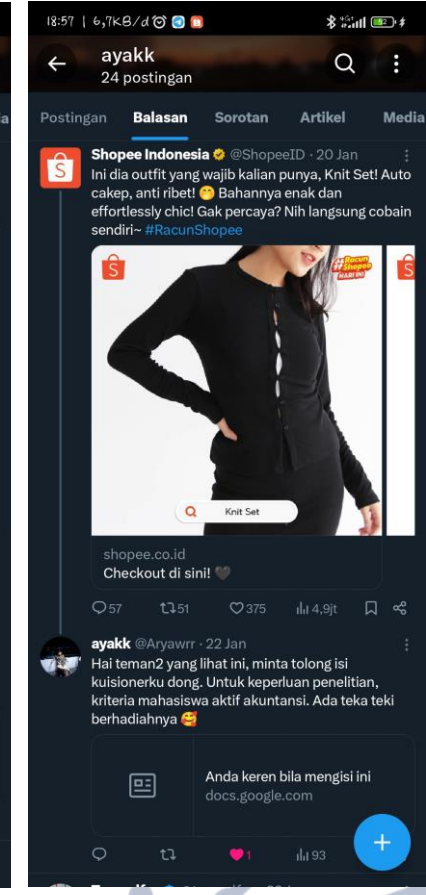 18:57 | 6,7KB/d
ayakk
24 postingan
Postingan Balasan Sorotan Artikel Media
Shopee Indonesia @ShopeeID · 20 Jan
Ini dia outfit yang wajib kalian punya, Knit Set! Auto
cakep, anti ribet! 🤭 Bahannya enak dan
effortlessly chic! Gak percaya? Nih langsung cobain
sendiri~ #RacunShopee
#Racun
Shopee
HARI INI
Knit Set
shopee.co.id
Checkout di sini! 🖤
57 51 375 4,9jt
ayakk @Aryawrr · 22 Jan
Hai teman2 yang lihat ini, minta tolong isi
kuisionerku dong. Untuk keperluan penelitian,
kriteria mahasiswa aktif akuntansi. Ada teka teki
berhadiahnya 🥰
Anda keren bila mengisi ini
docs.google.com
1 93